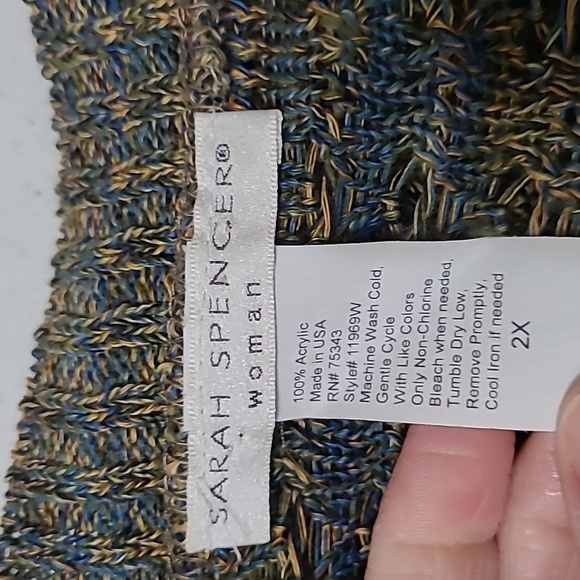 SARAH SPENCER®
woman
100% Acrylic
Made in USA
RN# 75343
Style# 11969W
Machine Wash Cold,
Gentle Cycle
With Like Colors
Only Non-Chlorine
Bleach when needed,
Tumble Dry Low,
Remove Promptly,
Cool Iron if needed
2X